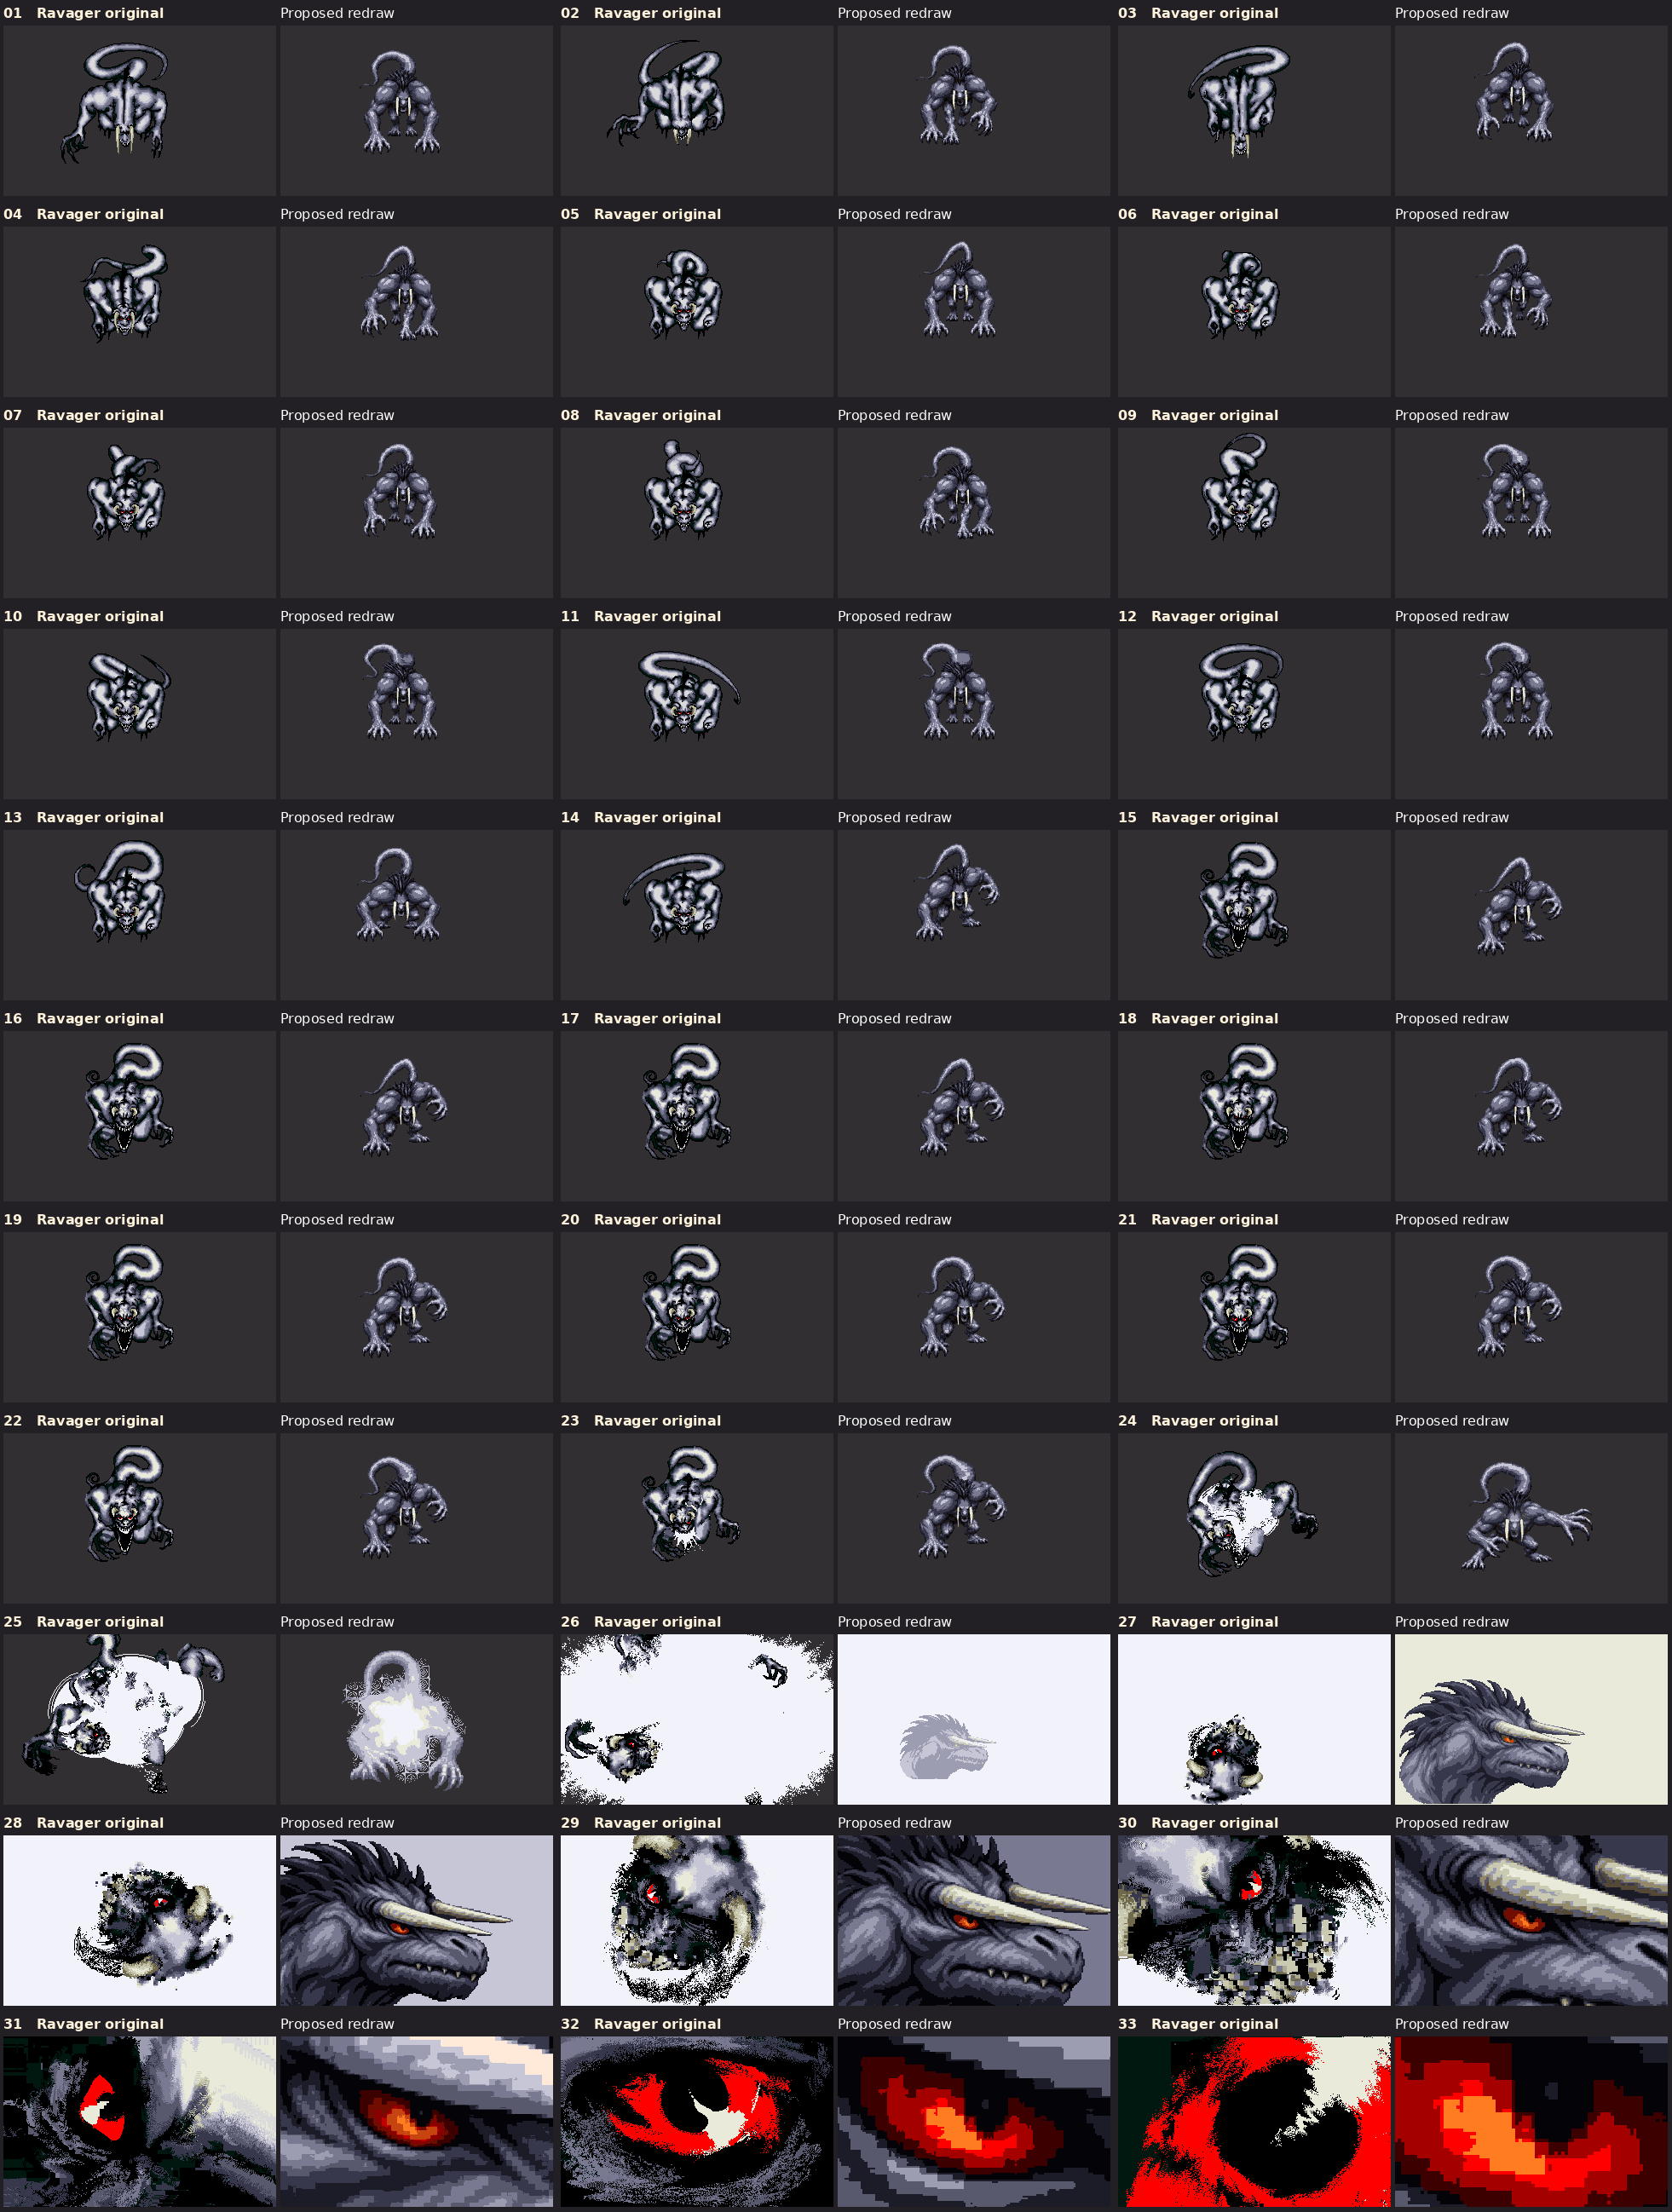 01 Ravager original Proposed redraw 02 Ravager original Proposed redraw 03 Ravager original Proposed redraw
04 Ravager original Proposed redraw 05 Ravager original Proposed redraw 06 Ravager original Proposed redraw
07 Ravager original Proposed redraw 08 Ravager original Proposed redraw 09 Ravager original Proposed redraw
10 Ravager original Proposed redraw 11 Ravager original Proposed redraw 12 Ravager original Proposed redraw
13 Ravager original Proposed redraw 14 Ravager original Proposed redraw 15 Ravager original Proposed redraw
16 Ravager original Proposed redraw 17 Ravager original Proposed redraw 18 Ravager original Proposed redraw
19 Ravager original Proposed redraw 20 Ravager original Proposed redraw 21 Ravager original Proposed redraw
22 Ravager original Proposed redraw 23 Ravager original Proposed redraw 24 Ravager original Proposed redraw
25 Ravager original Proposed redraw 26 Ravager original Proposed redraw 27 Ravager original Proposed redraw
28 Ravager original Proposed redraw 29 Ravager original Proposed redraw 30 Ravager original Proposed redraw
31 Ravager original Proposed redraw 32 Ravager original Proposed redraw 33 Ravager original Proposed redraw